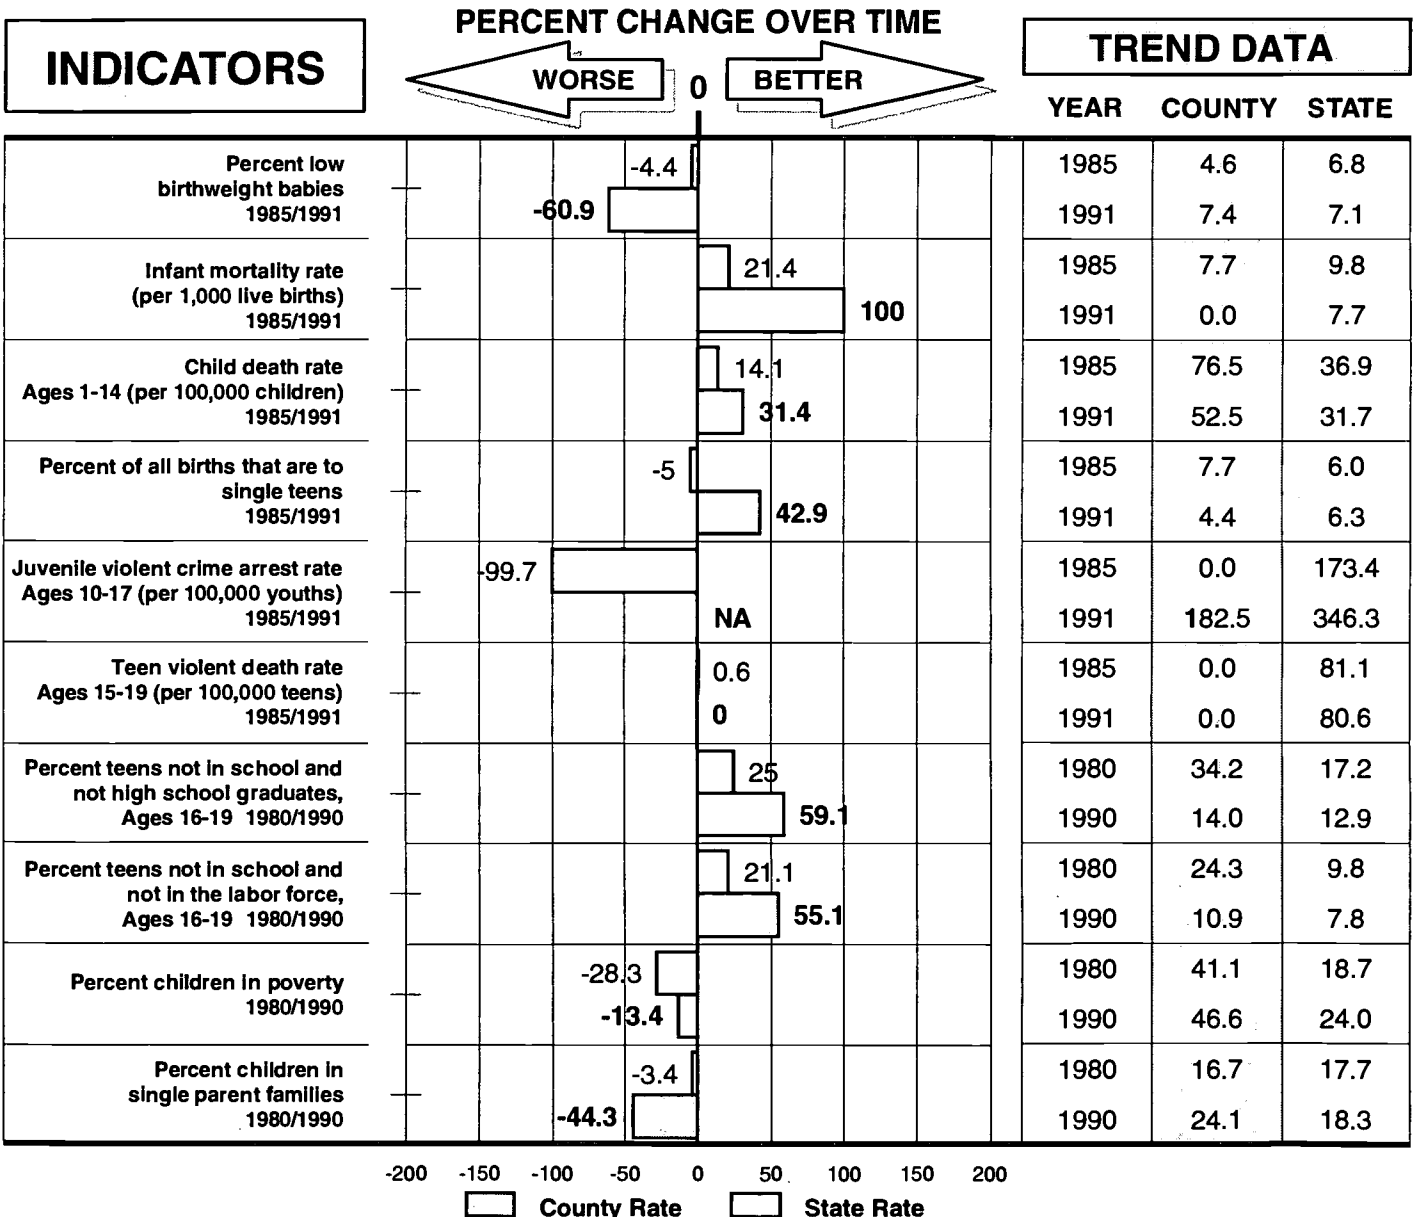 PERCENT CHANGE OVER TIME
INDICATORS
WORSE
0
BETTER
TREND DATA
YEAR COUNTY STATE
Percent low
birthweight babies
1985/1991
-4.4
-60.9
1985 4.6 6.8
1991 7.4 7.1
Infant mortality rate
(per 1,000 live births)
1985/1991
21.4
100
1985 7.7 9.8
1991 0.0 7.7
Child death rate
Ages 1-14 (per 100,000 children)
1985/1991
14.1
31.4
1985 76.5 36.9
1991 52.5 31.7
Percent of all births that are to
single teens
1985/1991
-5
42.9
1985 7.7 6.0
1991 4.4 6.3
Juvenile violent crime arrest rate
Ages 10-17 (per 100,000 youths)
1985/1991
-99.7
NA
1985 0.0 173.4
1991 182.5 346.3
Teen violent death rate
Ages 15-19 (per 100,000 teens)
1985/1991
0.6
0
1985 0.0 81.1
1991 0.0 80.6
Percent teens not in school and
not high school graduates,
Ages 16-19 1980/1990
25
59.1
1980 34.2 17.2
1990 14.0 12.9
Percent teens not in school and
not in the labor force,
Ages 16-19 1980/1990
21.1
55.1
1980 24.3 9.8
1990 10.9 7.8
Percent children in poverty
1980/1990
-28.3
-13.4
1980 41.1 18.7
1990 46.6 24.0
Percent children in
single parent families
1980/1990
-3.4
-44.3
1980 16.7 17.7
1990 24.1 18.3
-200 -150 -100 -50 0 50 100 150 200
County Rate State Rate